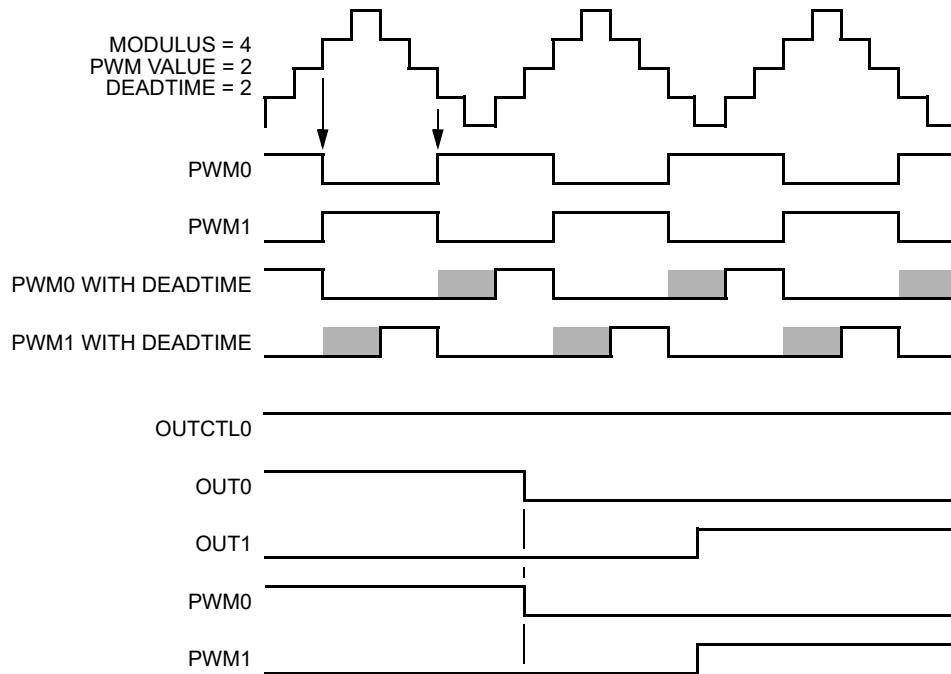 MODULUS = 4
PWM VALUE = 2
DEADTIME = 2
PWM0
PWM1
PWM0 WITH DEADTIME
PWM1 WITH DEADTIME
OUTCTL0
OUT0
OUT1
PWM0
PWM1